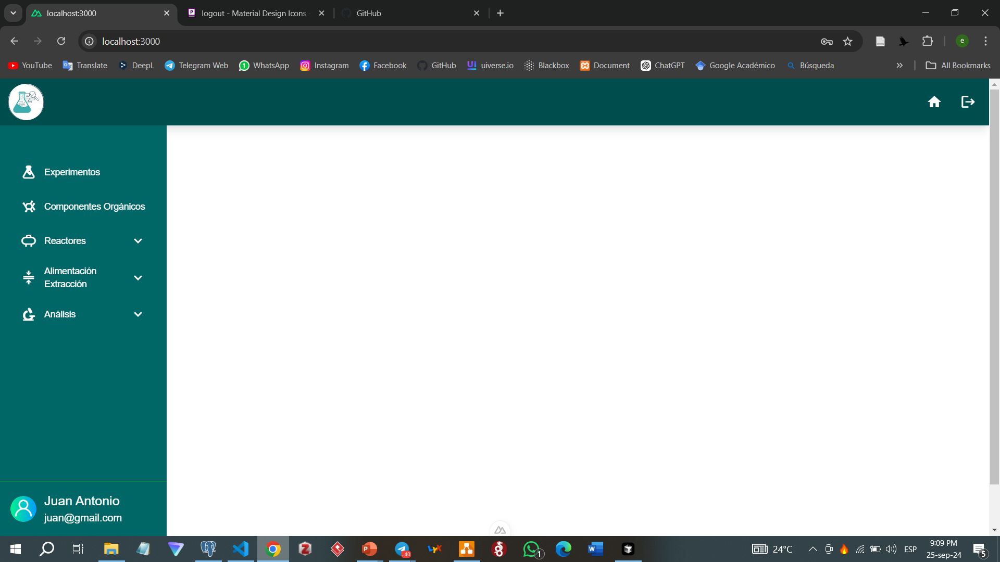 localhost:3000
logout - Material Design Icons
GitHub
localhost:3000
e
YouTube
Translate
DeepL
Telegram Web
WhatsApp
Instagram
Facebook
GitHub
uiverse.io
Blackbox
Document
ChatGPT
Google Académico
Búsqueda
All Bookmarks
Experimentos
Componentes Orgánicos
Reactores
Alimentación
Extracción
Análisis
Juan Antonio
juan@gmail.com
24°C
ESP
9:09 PM
25-sep-24
5